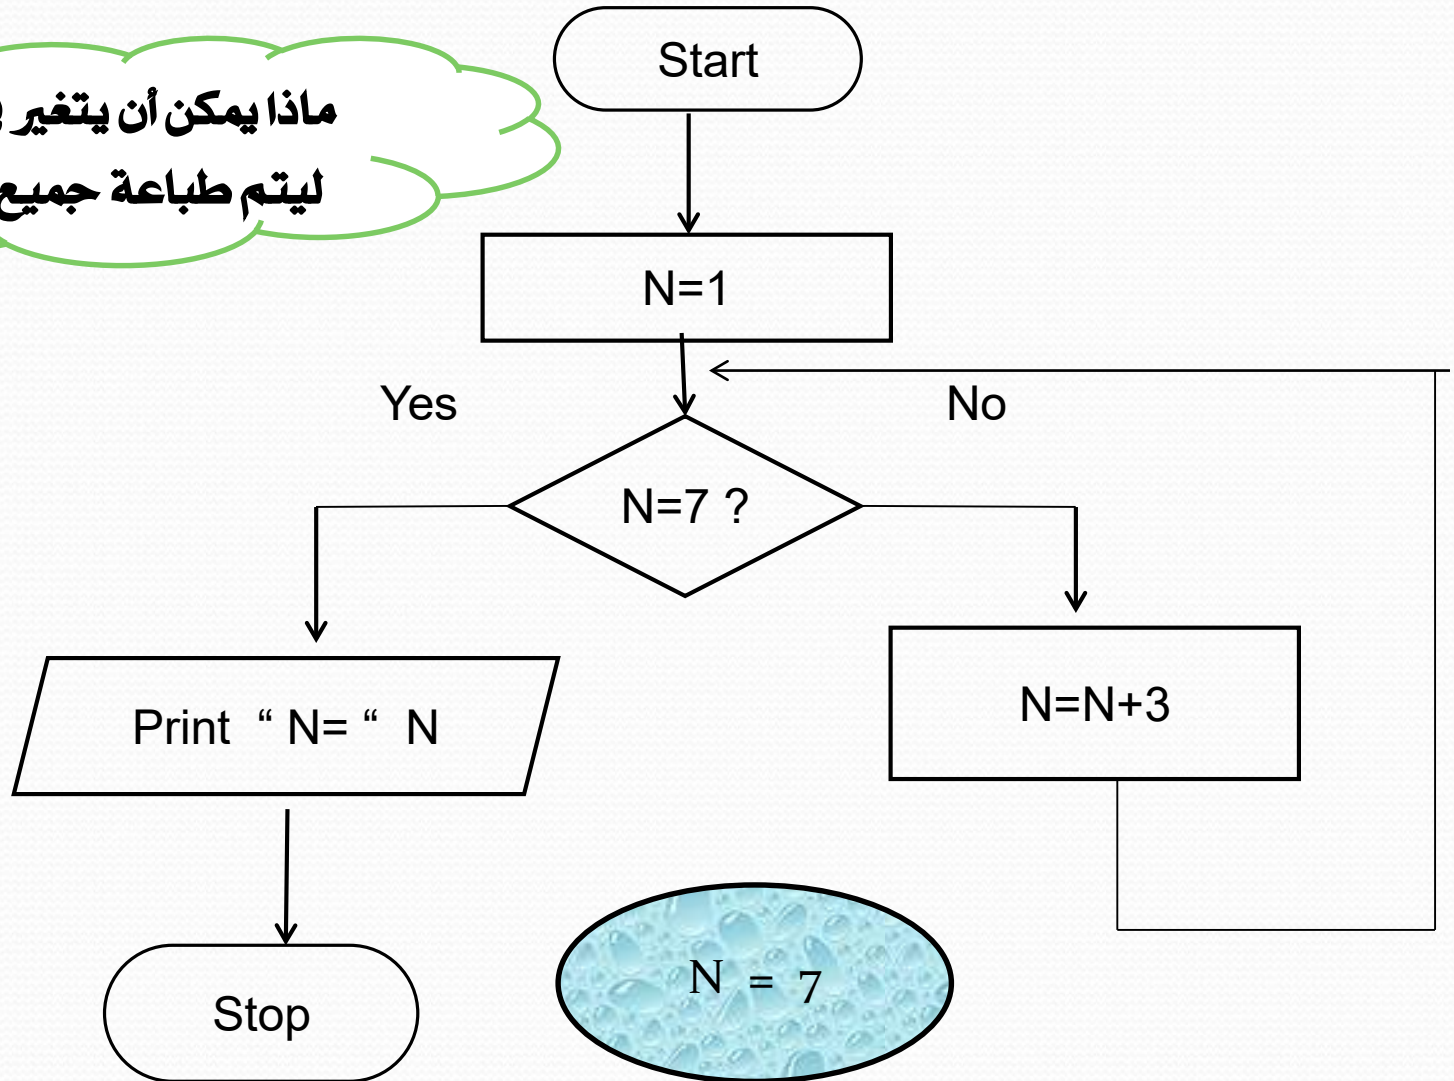 Start
ماذا يمكن أن يتغير
ليتم طباعة جميع
N=1
Yes
No
N=7 ?
Print “ N= “ N
N=N+3
Stop
N = 7